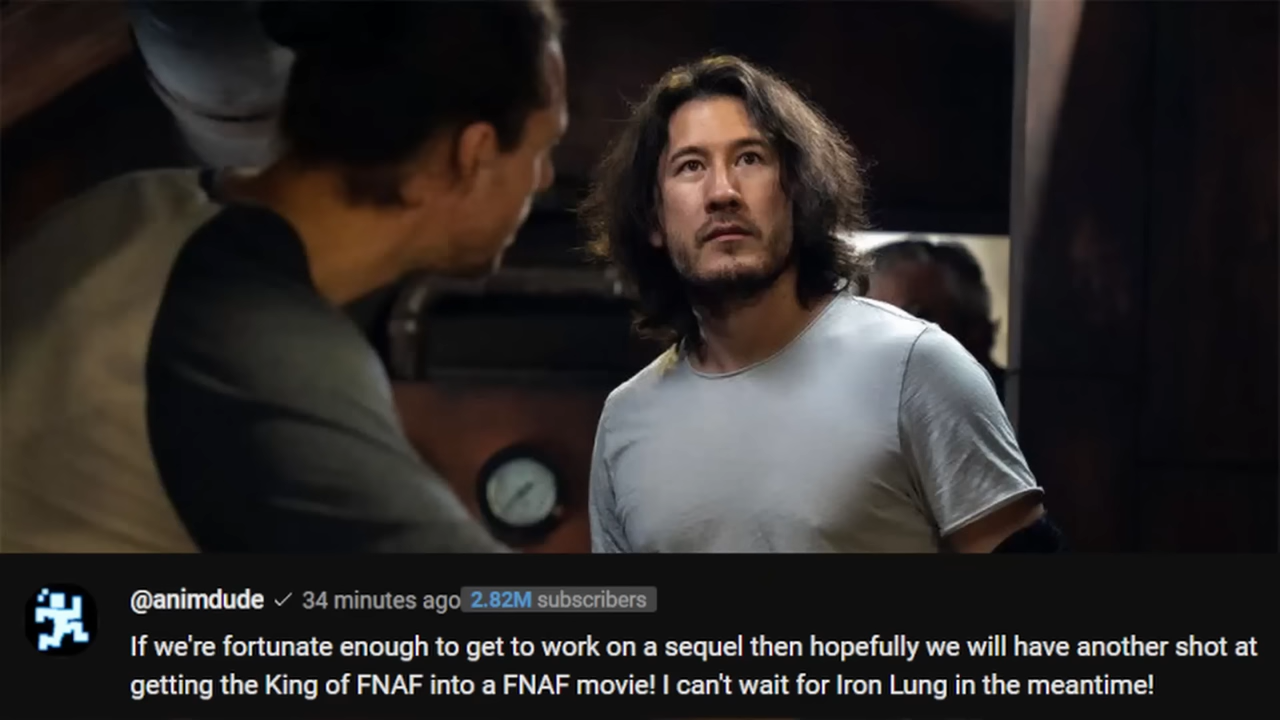 @animdude ✓ 34 minutes ago 2.82M subscribers
If we're fortunate enough to get to work on a sequel then hopefully we will have another shot at
getting the King of FNAF into a FNAF movie! I can't wait for Iron Lung in the meantime!